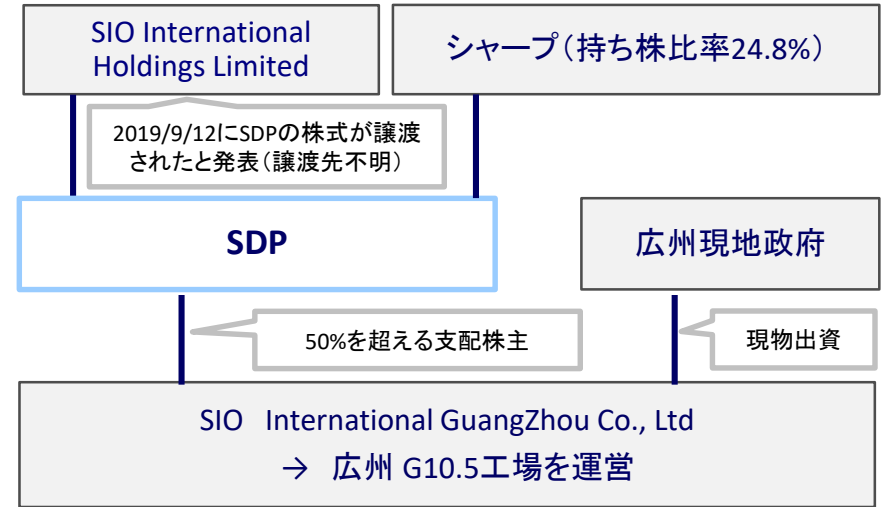 SIO International
Holdings Limited
シャープ（持ち株比率24.8%）
2019/9/12にSDPの株式が譲渡
されたと発表（譲渡先不明）
SDP
広州現地政府
50%を超える支配株主
現物出資
SIO International GuangZhou Co., Ltd
→ 広州 G10.5工場を運営